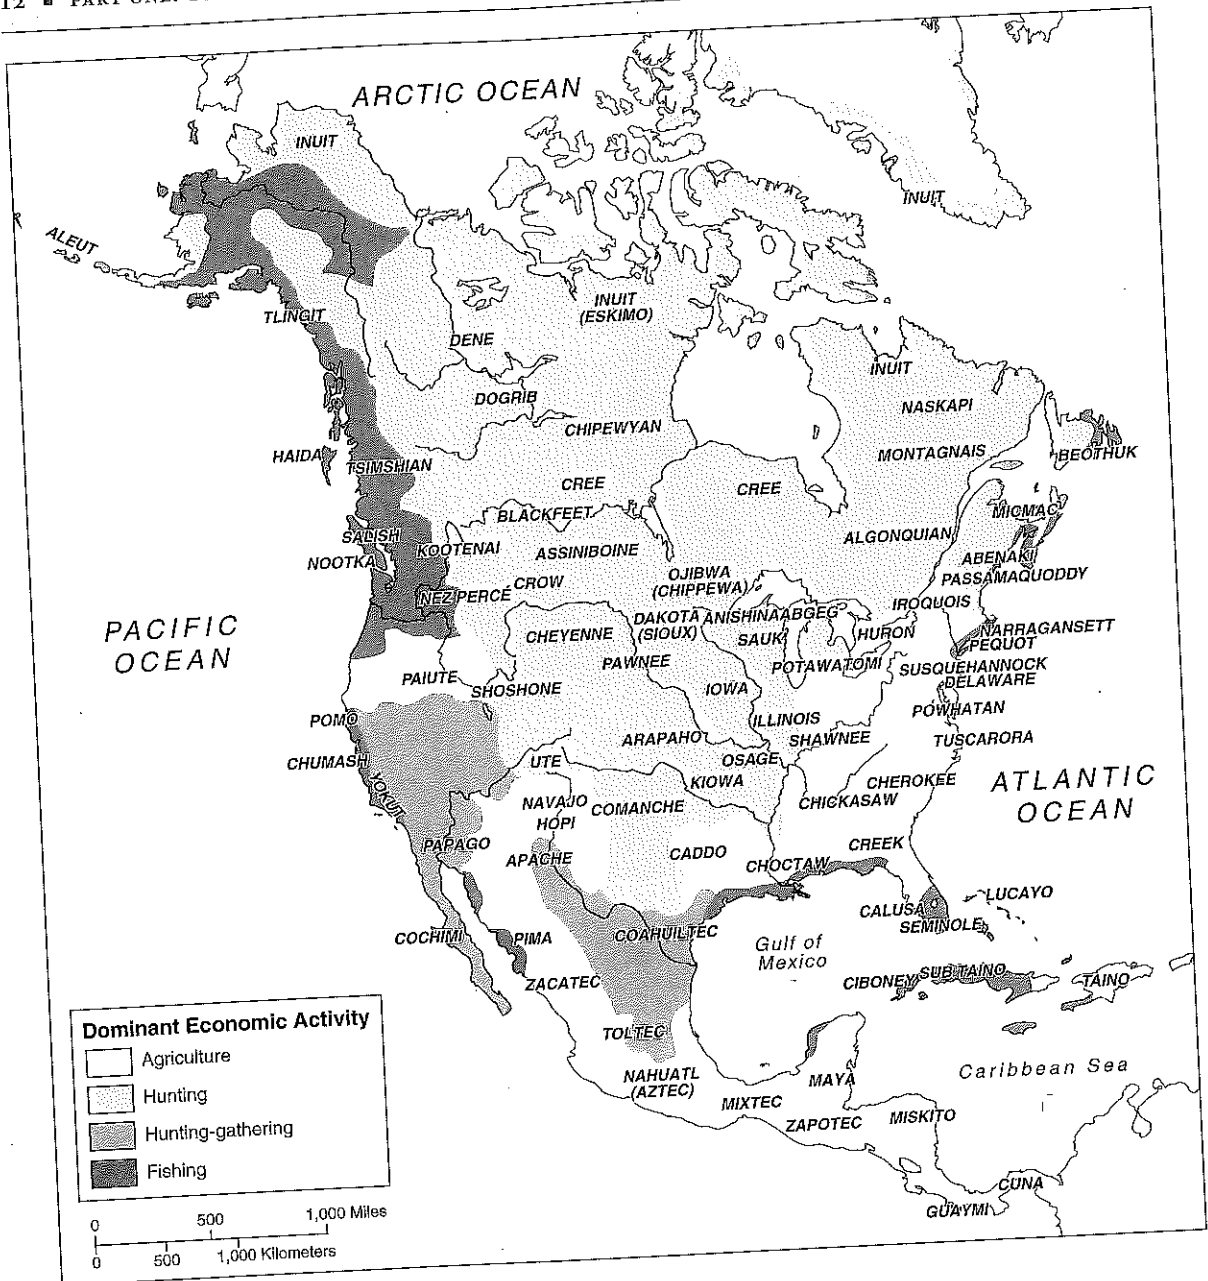 12 ■ PART ONE:
ARCTIC OCEAN
INUIT
INUIT
ALEUT
INUIT
(ESKIMO)
TLINGIT
DENE
INUIT
DOGRIB
NASKAPI
CHIPEWYAN
HAIDA
TSIMSHIAN
MONTAGNAIS
BEOTHUK
CREE
CREE
BLACKFEET
MICMAC
SALISH
KOOTENAI
ASSINIBOINE
ALGONQUIAN
NOOTKA
ABENAKI
OJIBWA
(CHIPPEWA)
PASSAMAQUODDY
NEZ PERCÉ
CROW
IROQUOIS
PACIFIC
OCEAN
CHEYENNE
DAKOTA
(SIOUX)
ANISHINAABGEG
SAUK
HURON
NARRAGANSETT
PEQUOT
PAWNEE
POTAWATOMI
SUSQUEHANNOCK
DELAWARE
PAIUTE
SHOSHONE
IOWA
POWHATAN
POMO
ILLINOIS
ARAPAHO
SHAWNEE
TUSCARORA
CHUMASH
UTE
OSAGE
YOKUT
KIOWA
CHEROKEE
ATLANTIC
OCEAN
NAVAJO
COMANCHE
CHICKASAW
HOPI
PAPAGO
APACHE
CADDO
CHOCTAW
CREEK
CALUSA
LUCAYO
SEMINOLE
COCHIMI
PIMA
COAHUILTEC
Gulf of
Mexico
ZACATEC
CIBONEY
SUB TAINO
TAINO
TOLTEC
NAHUATL
(AZTEC)
MAYA
Caribbean Sea
MIXTEC
ZAPOTEC
MISKITO
CUNA
GUAYMI
Dominant Economic Activity
Agriculture
Hunting
Hunting-gathering
Fishing
0 500 1,000 Miles
0 500 1,000 Kilometers